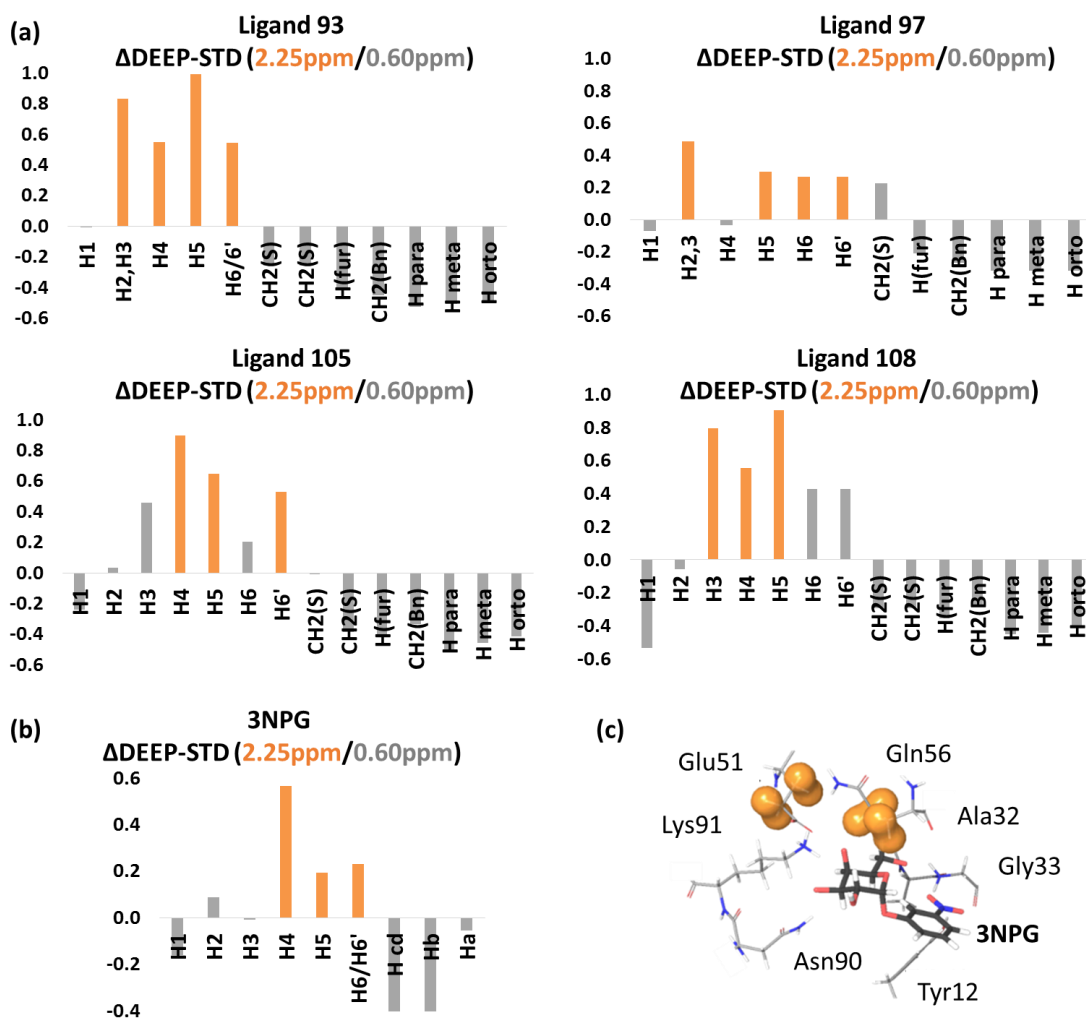 (a)
Ligand 93
ΔDEEP-STD (2.25ppm/0.60ppm)
1.0
0.8
0.6
0.4
0.2
0.0
-0.2
-0.4
-0.6
H1
H2,H3
H4
H5
H6/6'
CH2(S)
CH2(S)
H(fur)
CH2(Bn)
H para
H meta
H orto
Ligand 97
ΔDEEP-STD (2.25ppm/0.60ppm)
1.0
0.8
0.6
0.4
0.2
0.0
-0.2
-0.4
-0.6
H1
H2,3
H4
H5
H6
H6'
CH2(S)
H(fur)
CH2(Bn)
H para
H meta
H orto
Ligand 105
ΔDEEP-STD (2.25ppm/0.60ppm)
1.0
0.8
0.6
0.4
0.2
0.0
-0.2
-0.4
-0.6
H1
H2
H3
H4
H5
H6
H6'
CH2(S)
CH2(S)
H(fur)
CH2(Bn)
H para
H meta
H orto
Ligand 108
ΔDEEP-STD (2.25ppm/0.60ppm)
1.0
0.8
0.6
0.4
0.2
0.0
-0.2
-0.4
-0.6
H1
H2
H3
H4
H5
H6
H6'
CH2(S)
CH2(S)
H(fur)
CH2(Bn)
H para
H meta
H orto
(b)
3NPG
ΔDEEP-STD (2.25ppm/0.60ppm)
0.6
0.4
0.2
0.0
-0.2
-0.4
H1
H2
H3
H4
H5
H6/H6'
H cd
Hb
Ha
(c)
Glu51
Gln56
Lys91
Ala32
Gly33
3NPG
Asn90
Tyr12